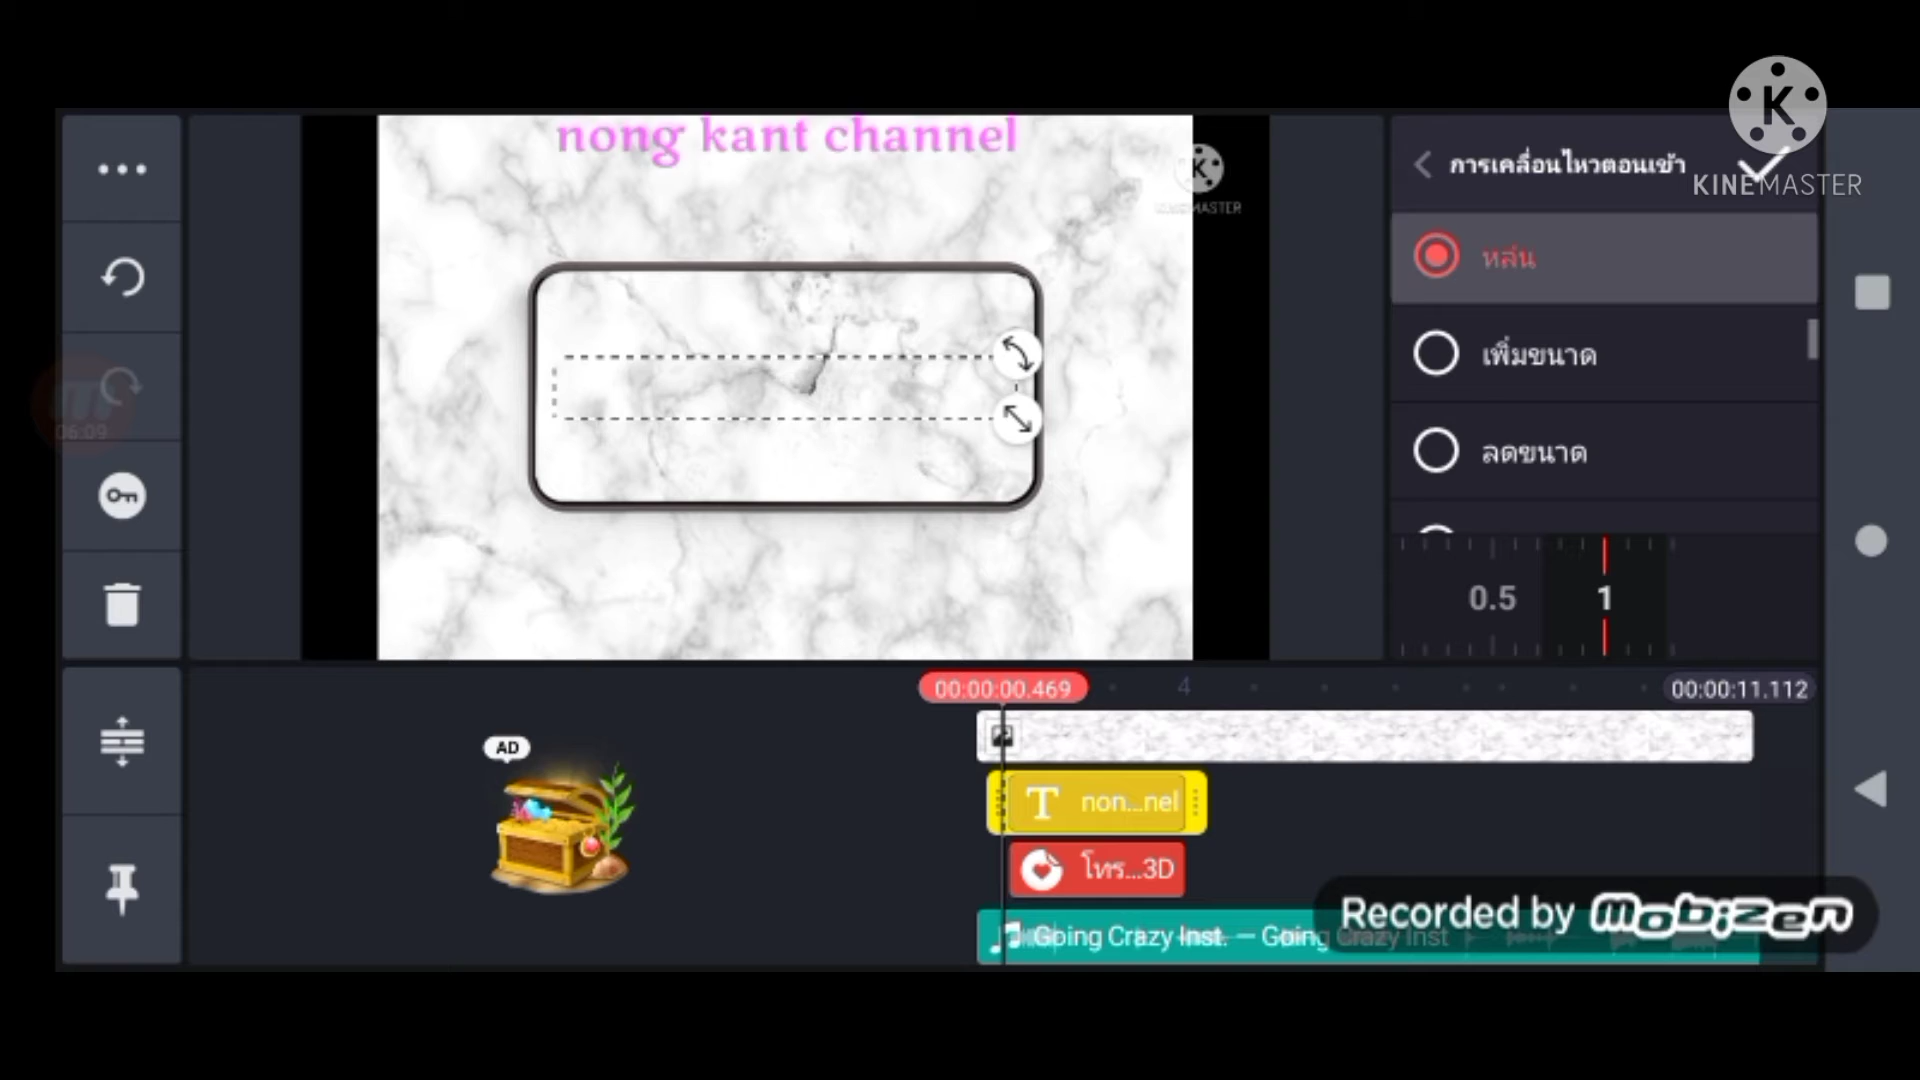 nong kant channel
การเคลื่อนไหวตอนเข้า
KINEMASTER
หล่น
เพิ่มขนาด
ลดขนาด
06:09
0.5
1
00:00:00.469
4
00:00:11.112
AD
T non...nel
โทร...3D
Going Crazy Inst. – Going Crazy Inst
Recorded by mobizen